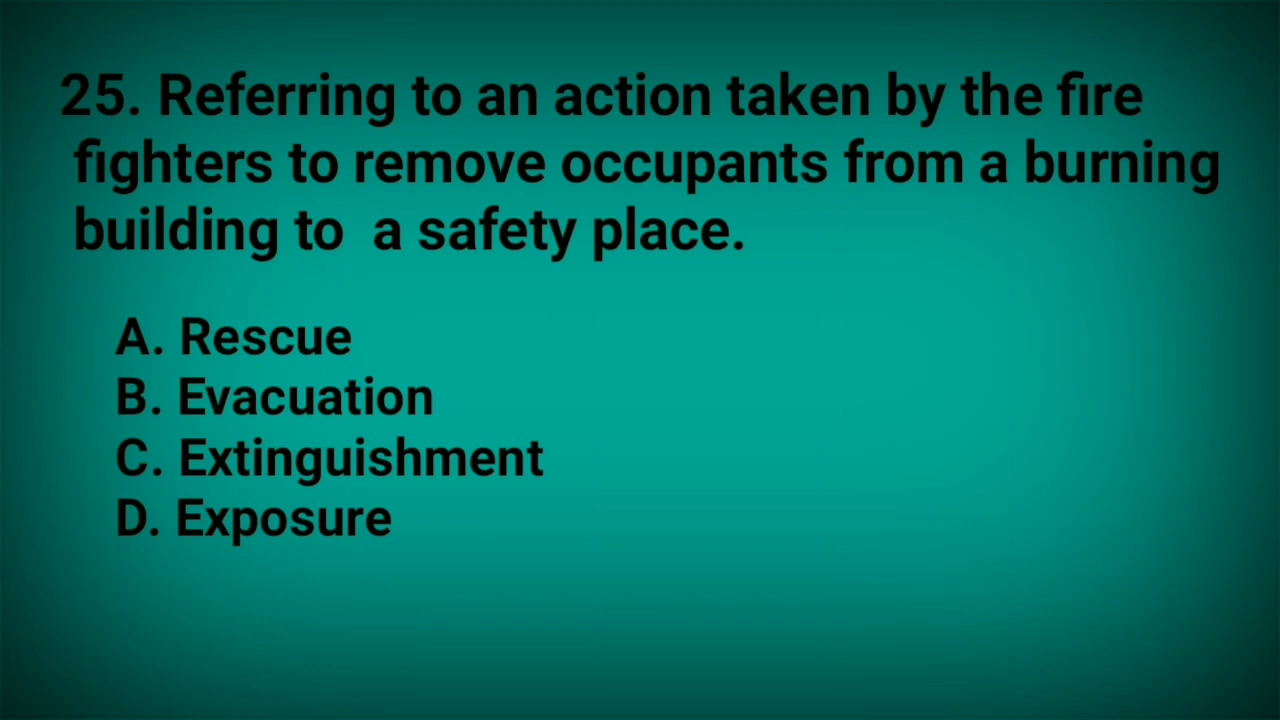 25. Referring to an action taken by the fire
fighters to remove occupants from a burning
building to a safety place.
A. Rescue
B. Evacuation
C. Extinguishment
D. Exposure